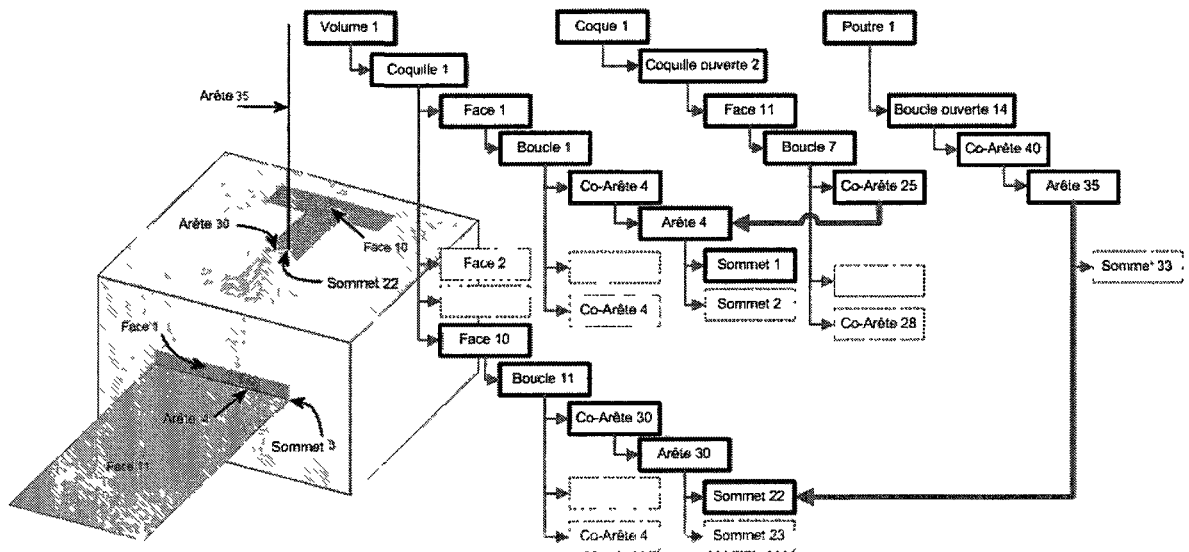 Volume 1
Coque 1
Poutre 1
Coquille 1
Coquille ouverte 2
Arête 35
Face 1
Face 11
Boucle ouverte 14
Boucle 1
Boucle 7
Co-Arête 40
Co-Arête 4
Co-Arête 25
Arête 35
Arête 30
Arête 4
Face 10
Face 2
Sommet 1
Sommet 33
Sommet 22
Sommet 2
Co-Arête 4
Co-Arête 28
Face 1
Face 10
Boucle 11
Arête 4
Co-Arête 30
Sommet 3
Arête 30
Face 11
Sommet 22
Co-Arête 4
Sommet 23